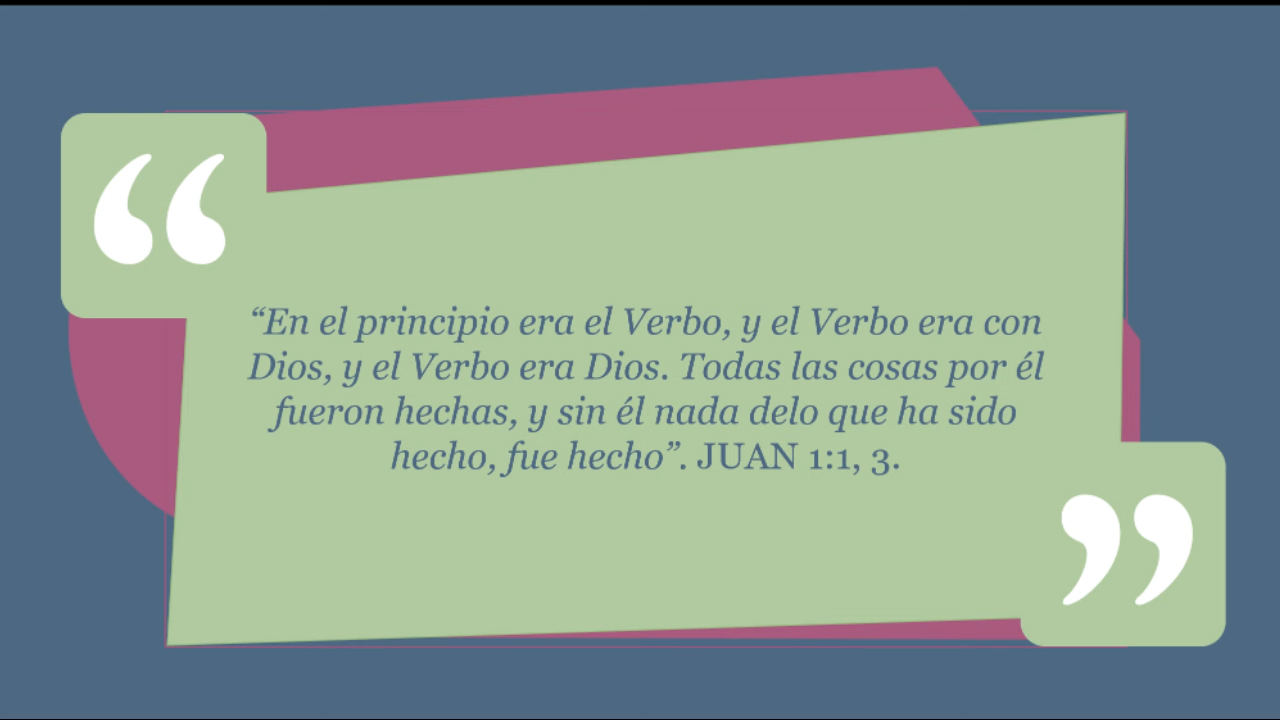 “En el principio era el Verbo, y el Verbo era con
Dios, y el Verbo era Dios. Todas las cosas por él
fueron hechas, y sin él nada delo que ha sido
hecho, fue hecho”. JUAN 1:1, 3.